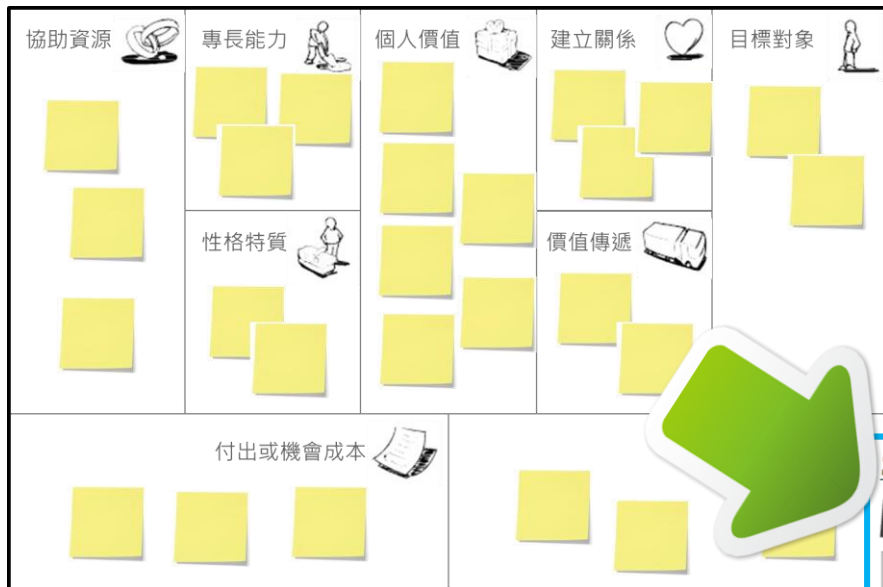 協助資源
專長能力
個人價值
建立關係
目標對象
性格特質
價值傳遞
付出或機會成本